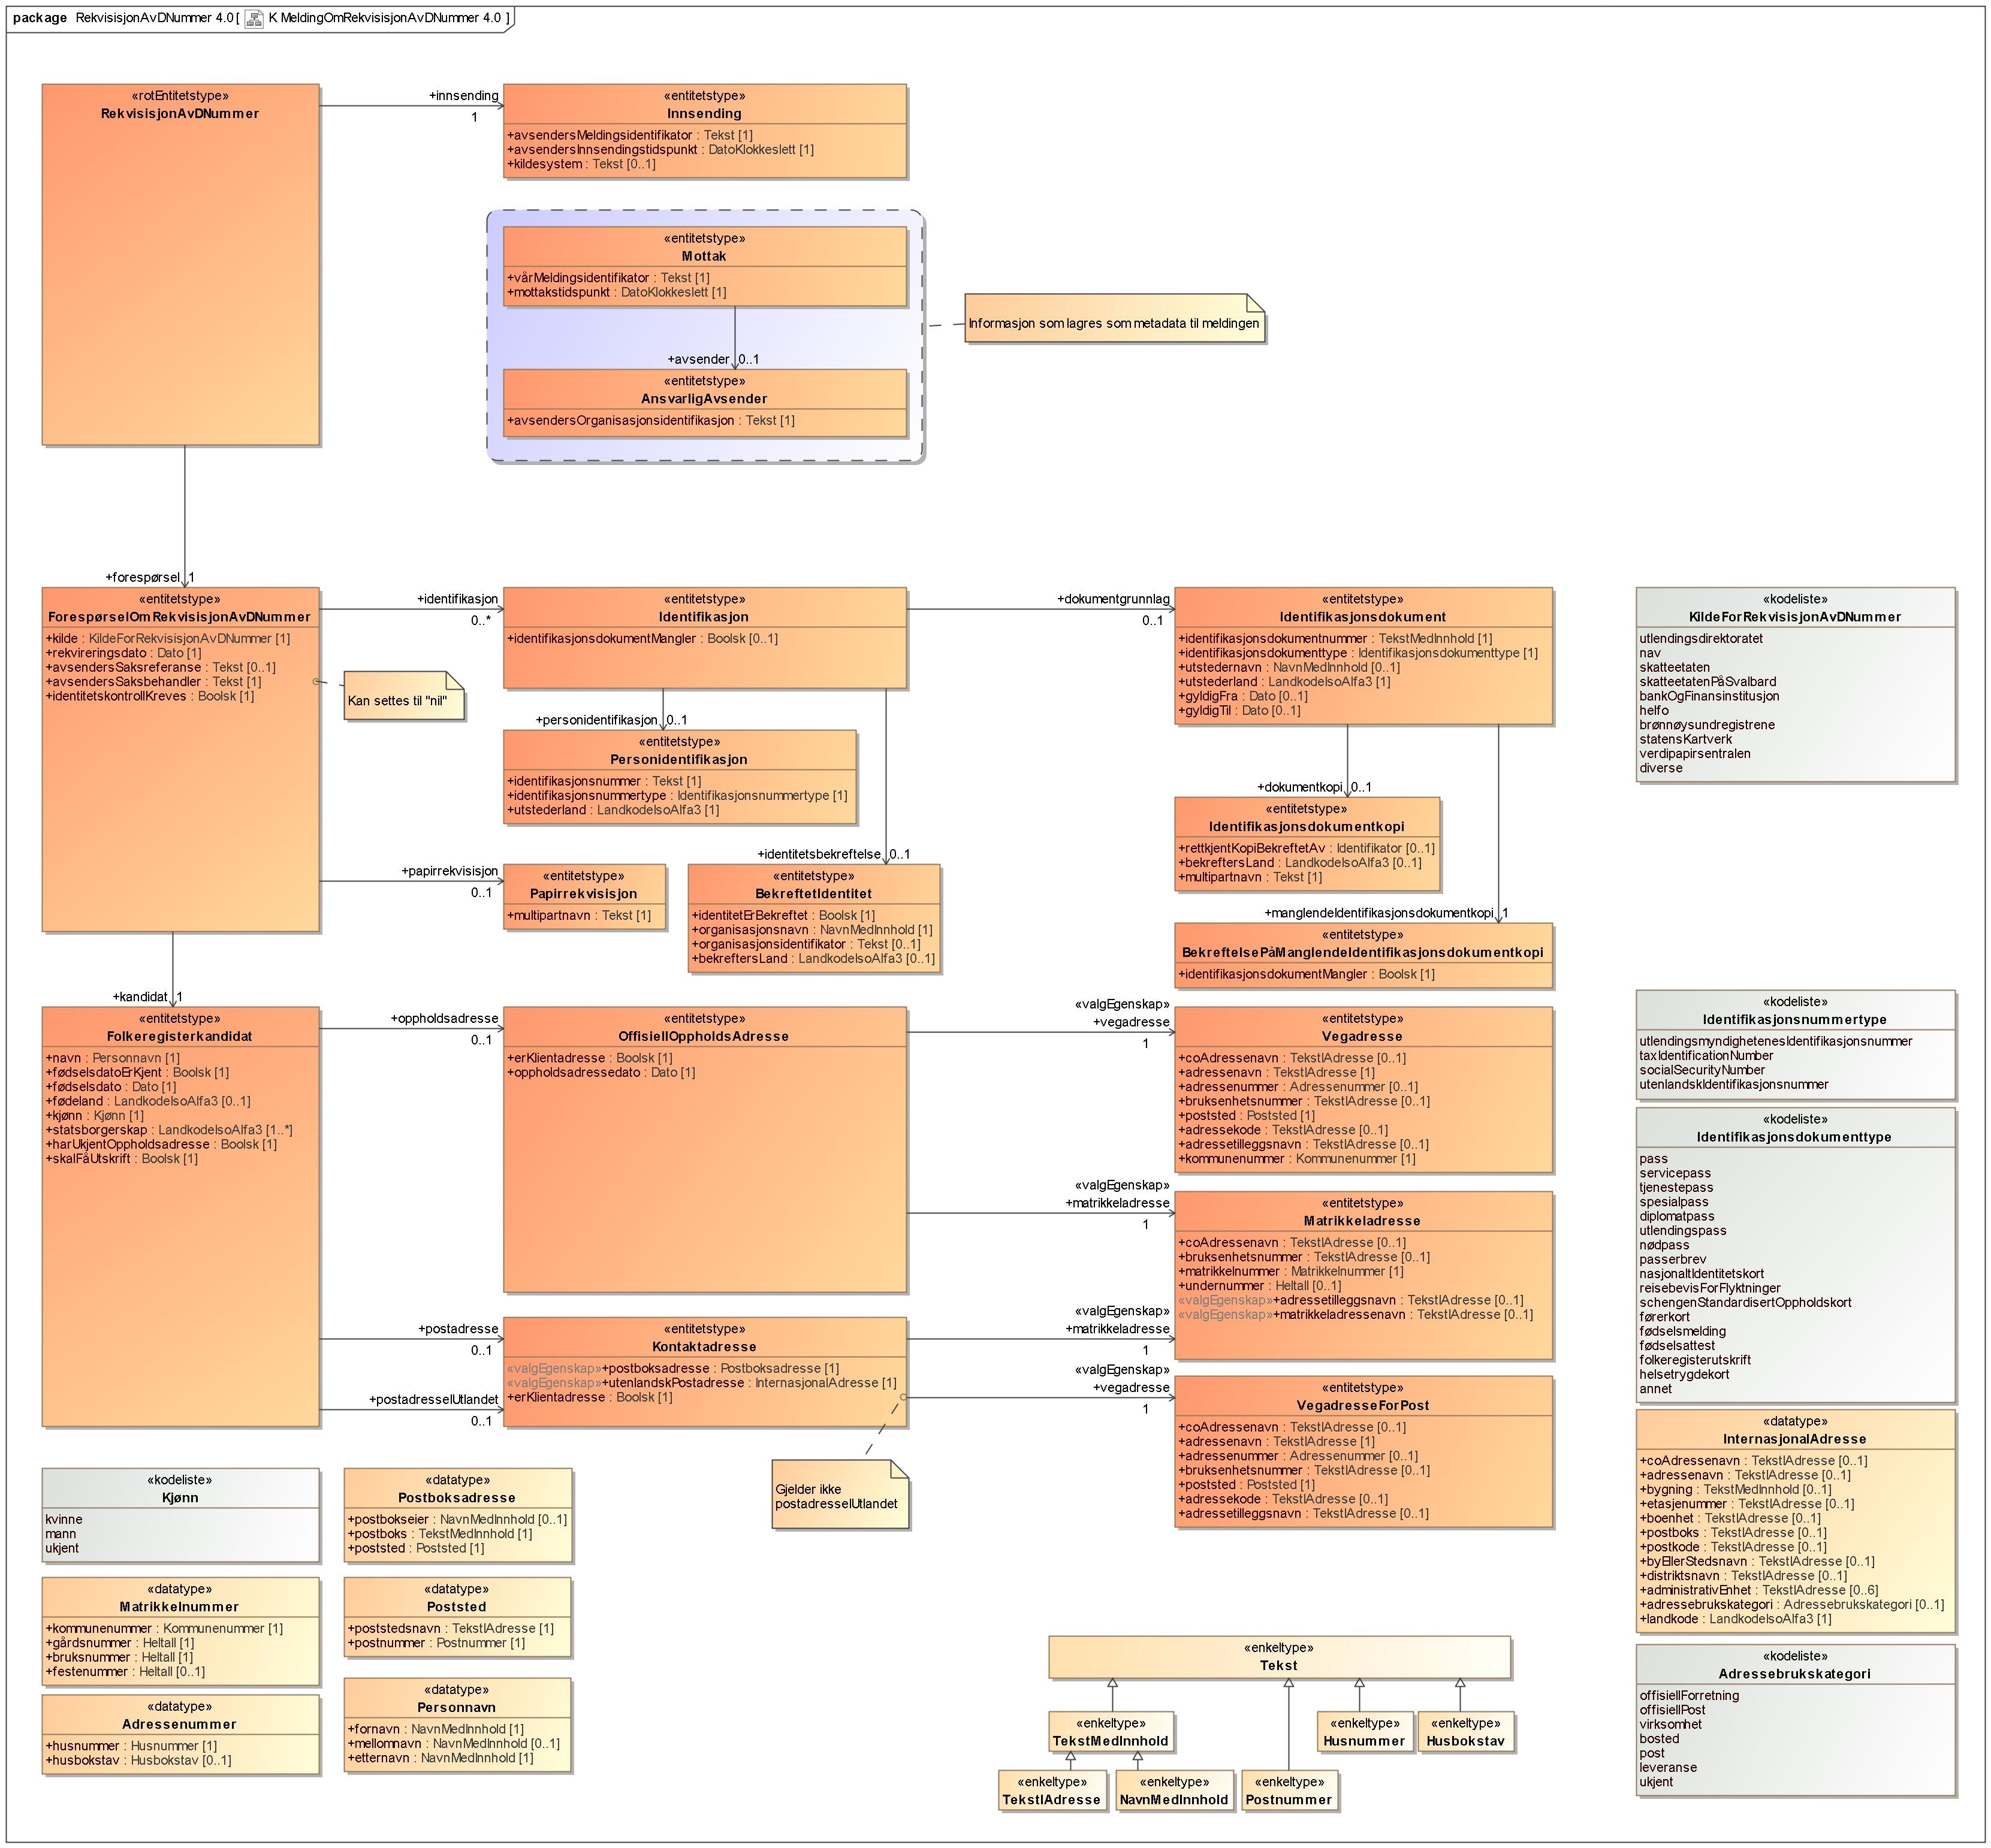 package RekvisisjonAvDNummer 4.0[ K MeldingOmRekvisisjonAvDNummer 4.0 ]
«rotEntitetstype»
RekvisisjonAvDNummer
+innsending
1
«entitetstype»
Innsending
+avsendersMeldingsidentifikator : Tekst [1]
+avsendersInnsendingstidspunkt : DatoKlokkeslett [1]
+kildesystem : Tekst [0..1]
«entitetstype»
Mottak
+vårMeldingsidentifikator : Tekst [1]
+mottakstidspunkt : DatoKlokkeslett [1]
+avsender 0..1
«entitetstype»
AnsvarligAvsender
+avsendersOrganisasjonsidentifikasjon : Tekst [1]
Informasjon som lagres som metadata til meldingen
+forespørsel 1
«entitetstype»
ForespørselOmRekvisisjonAvDNummer
+kilde : KildeForRekvisisjonAvDNummer [1]
+rekvireringsdato : Dato [1]
+avsendersSaksreferanse : Tekst [0..1]
+avsendersSaksbehandler : Tekst [1]
+identitetskontrollKreves : Boolsk [1]
Kan settes til "nil"
+identifikasjon
0..*
«entitetstype»
Identifikasjon
+identifikasjonsdokumentMangler : Boolsk [0..1]
+dokumentgrunnlag
0..1
«entitetstype»
Identifikasjonsdokument
+identifikasjonsdokumentnummer : TekstMedInnhold [1]
+identifikasjonsdokumenttype : Identifikasjonsdokumenttype [1]
+utstedernavn : NavnMedInnhold [0..1]
+utstederland : LandkodeIsoAlfa3 [1]
+gyldigFra : Dato [0..1]
+gyldigTil : Dato [0..1]
«kodeliste»
KildeForRekvisisjonAvDNummer
utlendingsdirektoratet
nav
skatteetaten
skatteetatenPåSvalbard
bankOgFinansinstitusjon
helfo
brønnøysundregistrene
statensKartverk
verdipapirsentralen
diverse
+personidentifikasjon 0..1
«entitetstype»
Personidentifikasjon
+identifikasjonsnummer : Tekst [1]
+identifikasjonsnummertype : Identifikasjonsnummertype [1]
+utstederland : LandkodeIsoAlfa3 [1]
+dokumentkopi 0..1
«entitetstype»
Identifikasjonsdokumentkopi
+rettkjentKopiBekreftetAv : Identifikator [0..1]
+bekreftersLand : LandkodeIsoAlfa3 [0..1]
+multipartnavn : Tekst [1]
+papirrekvisisjon
0..1
«entitetstype»
Papirrekvisisjon
+multipartnavn : Tekst [1]
+identitetsbekreftelse 0..1
«entitetstype»
BekreftetIdentitet
+identitetErBekreftet : Boolsk [1]
+organisasjonsnavn : NavnMedInnhold [1]
+organisasjonsidentifikator : Tekst [0..1]
+bekreftersLand : LandkodeIsoAlfa3 [0..1]
+manglendeIdentifikasjonsdokumentkopi 1
«entitetstype»
BekreftelsePåManglendeIdentifikasjonsdokumentkopi
+identifikasjonsdokumentMangler : Boolsk [1]
+kandidat 1
«entitetstype»
Folkeregisterkandidat
+navn : Personnavn [1]
+fødselsdatoErKjent : Boolsk [1]
+fødselsdato : Dato [1]
+fødeland : LandkodeIsoAlfa3 [0..1]
+kjønn : Kjønn [1]
+statsborgerskap : LandkodeIsoAlfa3 [1..*]
+harUkjentOppholdsadresse : Boolsk [1]
+skalFåUtskrift : Boolsk [1]
+oppholdsadresse
0..1
«entitetstype»
OffisiellOppholdsAdresse
+erKlientadresse : Boolsk [1]
+oppholdsadressedato : Dato [1]
«valgEgenskap»
+vegadresse
1
«entitetstype»
Vegadresse
+coAdressenavn : TekstIAdresse [0..1]
+adressenavn : TekstIAdresse [1]
+adressenummer : Adressenummer [0..1]
+bruksenhetsnummer : TekstIAdresse [0..1]
+poststed : Poststed [1]
+adressekode : TekstIAdresse [0..1]
+adressetilleggsnavn : TekstIAdresse [0..1]
+kommunenummer : Kommunenummer [1]
«kodeliste»
Identifikasjonsnummertype
utlendingsmyndighetenesIdentifikasjonsnummer
taxIdentificationNumber
socialSecurityNumber
utenlandskIdentifikasjonsnummer
«kodeliste»
Identifikasjonsdokumenttype
pass
servicepass
tjenestepass
spesialpass
diplomatpass
utlendingspass
nødpass
passerbrev
nasjonaltIdentitetskort
reisebevisForFlyktninger
schengenStandardisertOppholdskort
førerkort
fødselsmelding
fødselsattest
folkeregisterutskrift
helsetrygdekort
annet
«valgEgenskap»
+matrikkeladresse
1
«entitetstype»
Matrikkeladresse
+coAdressenavn : TekstIAdresse [0..1]
+bruksenhetsnummer : TekstIAdresse [0..1]
+matrikkelnummer : Matrikkelnummer [1]
+undernummer : Heltall [0..1]
«valgEgenskap»+adressetilleggsnavn : TekstIAdresse [0..1]
«valgEgenskap»+matrikkeladressenavn : TekstIAdresse [0..1]
+postadresse
0..1
+postadresseIUtlandet
0..1
«entitetstype»
Kontaktadresse
«valgEgenskap»+postboksadresse : Postboksadresse [1]
«valgEgenskap»+utenlandskPostadresse : InternasjonalAdresse [1]
+erKlientadresse : Boolsk [1]
«valgEgenskap»
+matrikkeladresse
1
«valgEgenskap»
+vegadresse
1
Gjelder ikke
postadresseIUtlandet
«entitetstype»
VegadresseForPost
+coAdressenavn : TekstIAdresse [0..1]
+adressenavn : TekstIAdresse [1]
+adressenummer : Adressenummer [0..1]
+bruksenhetsnummer : TekstIAdresse [0..1]
+poststed : Poststed [1]
+adressekode : TekstIAdresse [0..1]
+adressetilleggsnavn : TekstIAdresse [0..1]
«datatype»
InternasjonalAdresse
+coAdressenavn : TekstIAdresse [0..1]
+adressenavn : TekstIAdresse [0..1]
+bygning : TekstMedInnhold [0..1]
+etasjenummer : TekstIAdresse [0..1]
+boenhet : TekstIAdresse [0..1]
+postboks : TekstIAdresse [0..1]
+postkode : TekstIAdresse [0..1]
+byEllerStedsnavn : TekstIAdresse [0..1]
+distriktsnavn : TekstIAdresse [0..1]
+administrativEnhet : TekstIAdresse [0..6]
+adressebrukskategori : Adressebrukskategori [0..1]
+landkode : LandkodeIsoAlfa3 [1]
«kodeliste»
Kjønn
kvinne
mann
ukjent
«datatype»
Postboksadresse
+postbokseier : NavnMedInnhold [0..1]
+postboks : TekstMedInnhold [1]
+poststed : Poststed [1]
«datatype»
Matrikkelnummer
+kommunenummer : Kommunenummer [1]
+gårdsnummer : Heltall [1]
+bruksnummer : Heltall [1]
+festenummer : Heltall [0..1]
«datatype»
Poststed
+poststedsnavn : TekstIAdresse [1]
+postnummer : Postnummer [1]
«datatype»
Adressenummer
+husnummer : Husnummer [1]
+husbokstav : Husbokstav [0..1]
«datatype»
Personnavn
+fornavn : NavnMedInnhold [1]
+mellomnavn : NavnMedInnhold [0..1]
+etternavn : NavnMedInnhold [1]
«enkeltype»
Tekst
«enkeltype»
TekstMedInnhold
«enkeltype»
Husnummer
«enkeltype»
Husbokstav
«enkeltype»
TekstIAdresse
«enkeltype»
NavnMedInnhold
«enkeltype»
Postnummer
«kodeliste»
Adressebrukskategori
offisiellForretning
offisiellPost
virksomhet
bosted
post
leveranse
ukjent